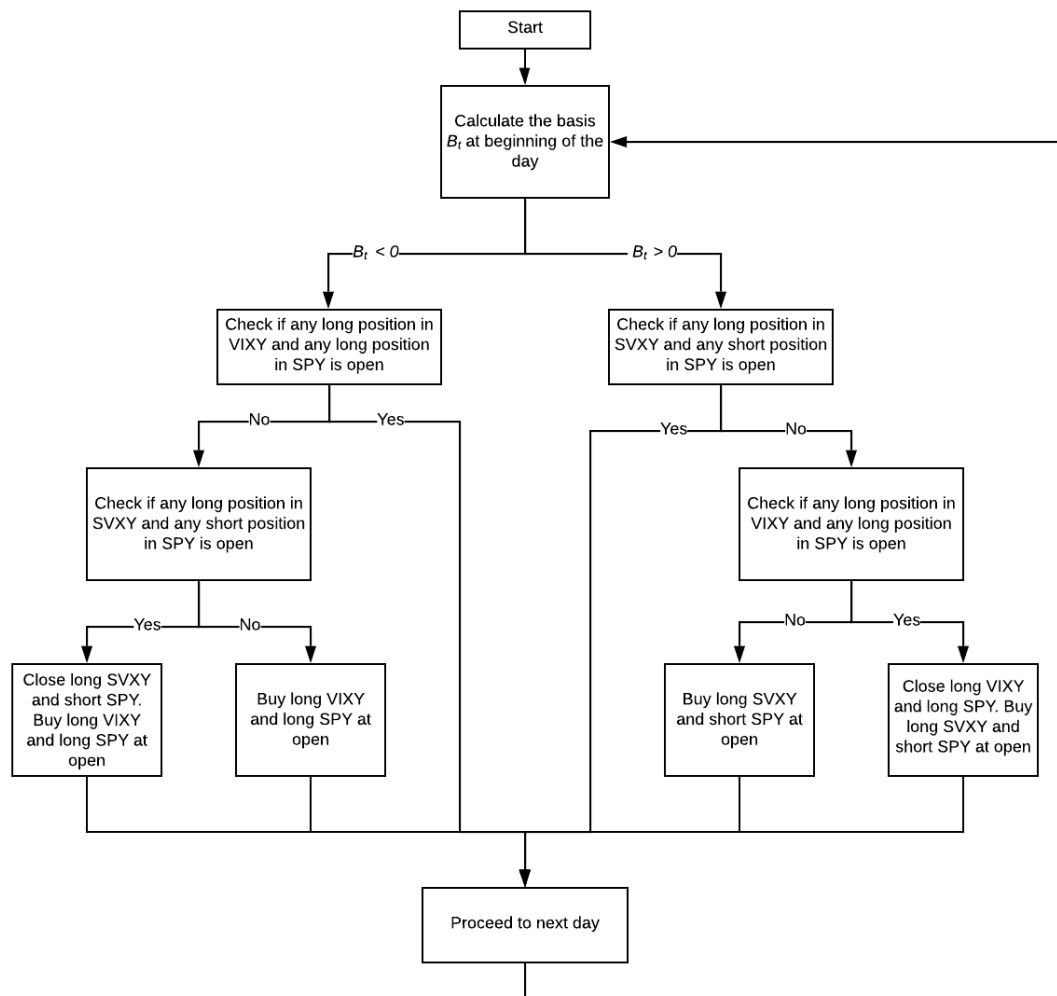 Start
Calculate the basis
Bt at beginning of the
day
Bt < 0
Bt > 0
Check if any long position in
VIXY and any long position
in SPY is open
Check if any long position in
SVXY and any short position
in SPY is open
No
Yes
Yes
No
Check if any long position in
SVXY and any short position
in SPY is open
Check if any long position in
VIXY and any long position
in SPY is open
Yes
No
No
Yes
Close long SVXY
and short SPY.
Buy long VIXY
and long SPY at
open
Buy long VIXY
and long SPY at
open
Buy long SVXY
and short SPY at
open
Close long VIXY
and long SPY. Buy
long SVXY and
short SPY at open
Proceed to next day